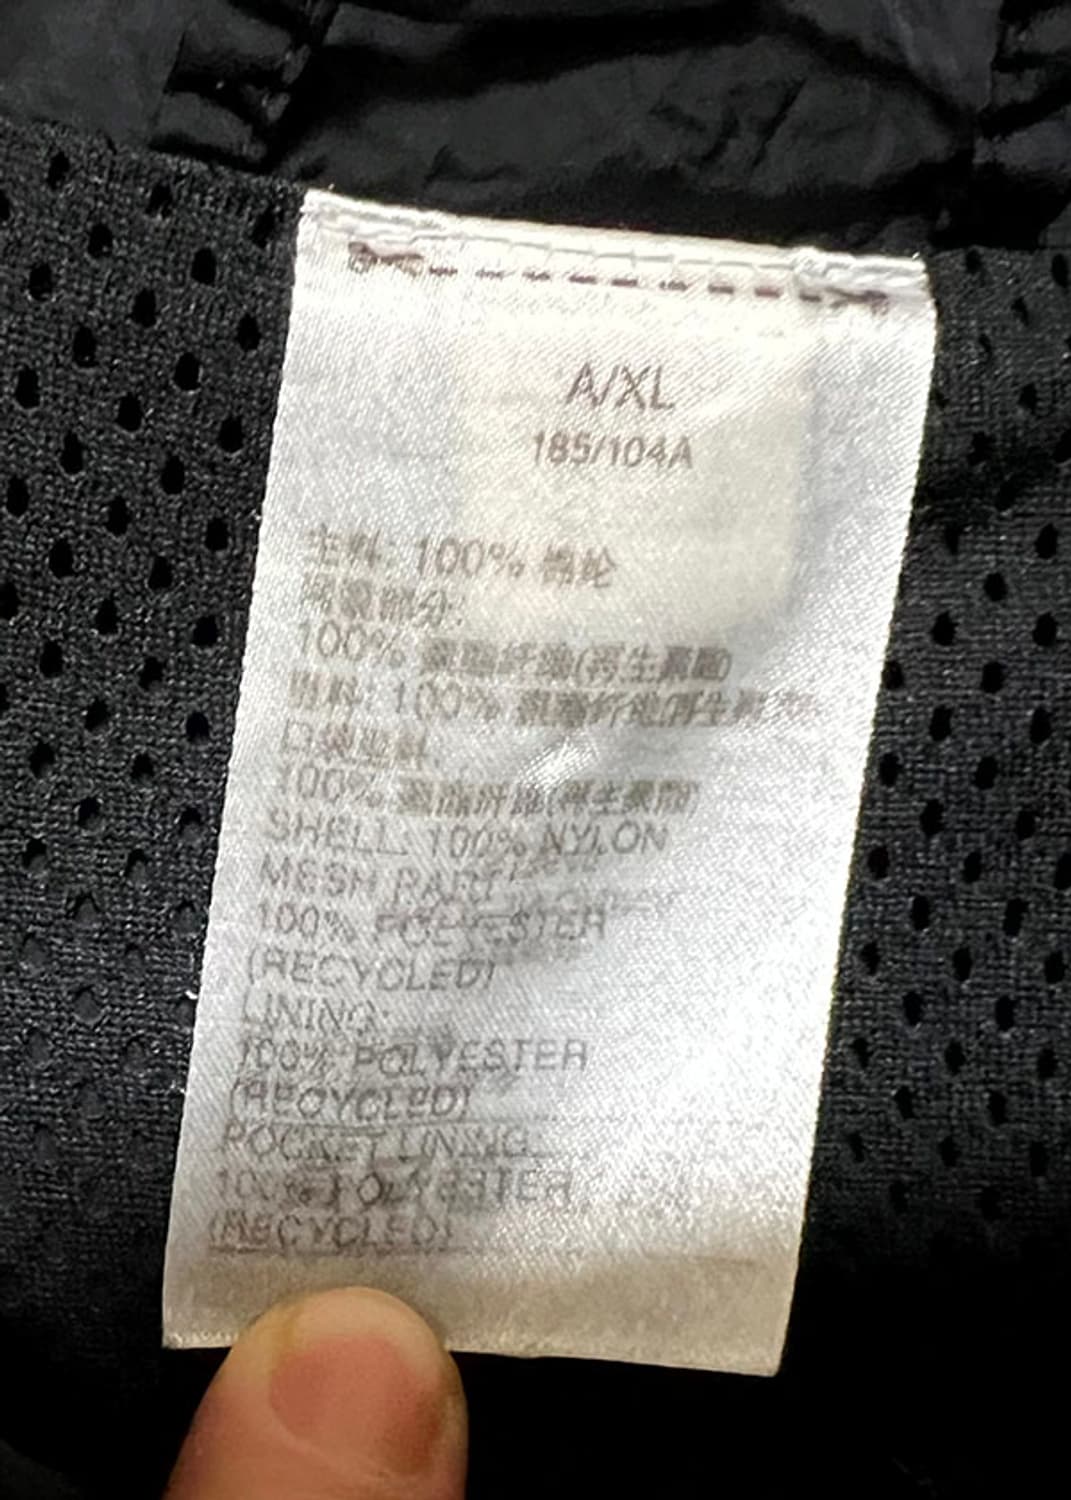 A/XL
185/104A
主料: 100% 锦纶
网裳部分:
100% 聚酯纤维(再生聚酯)
里料: 100% 聚酯纤维(再生聚酯)
口袋里料:
100% 聚酯纤维(再生聚酯)
SHELL: 100% NYLON
MESH PART:
100% POLYESTER
(RECYCLED)
LINING:
100% POLYESTER
(RECYCLED)
POCKET LINING:
100% POLYESTER
(RECYCLED)